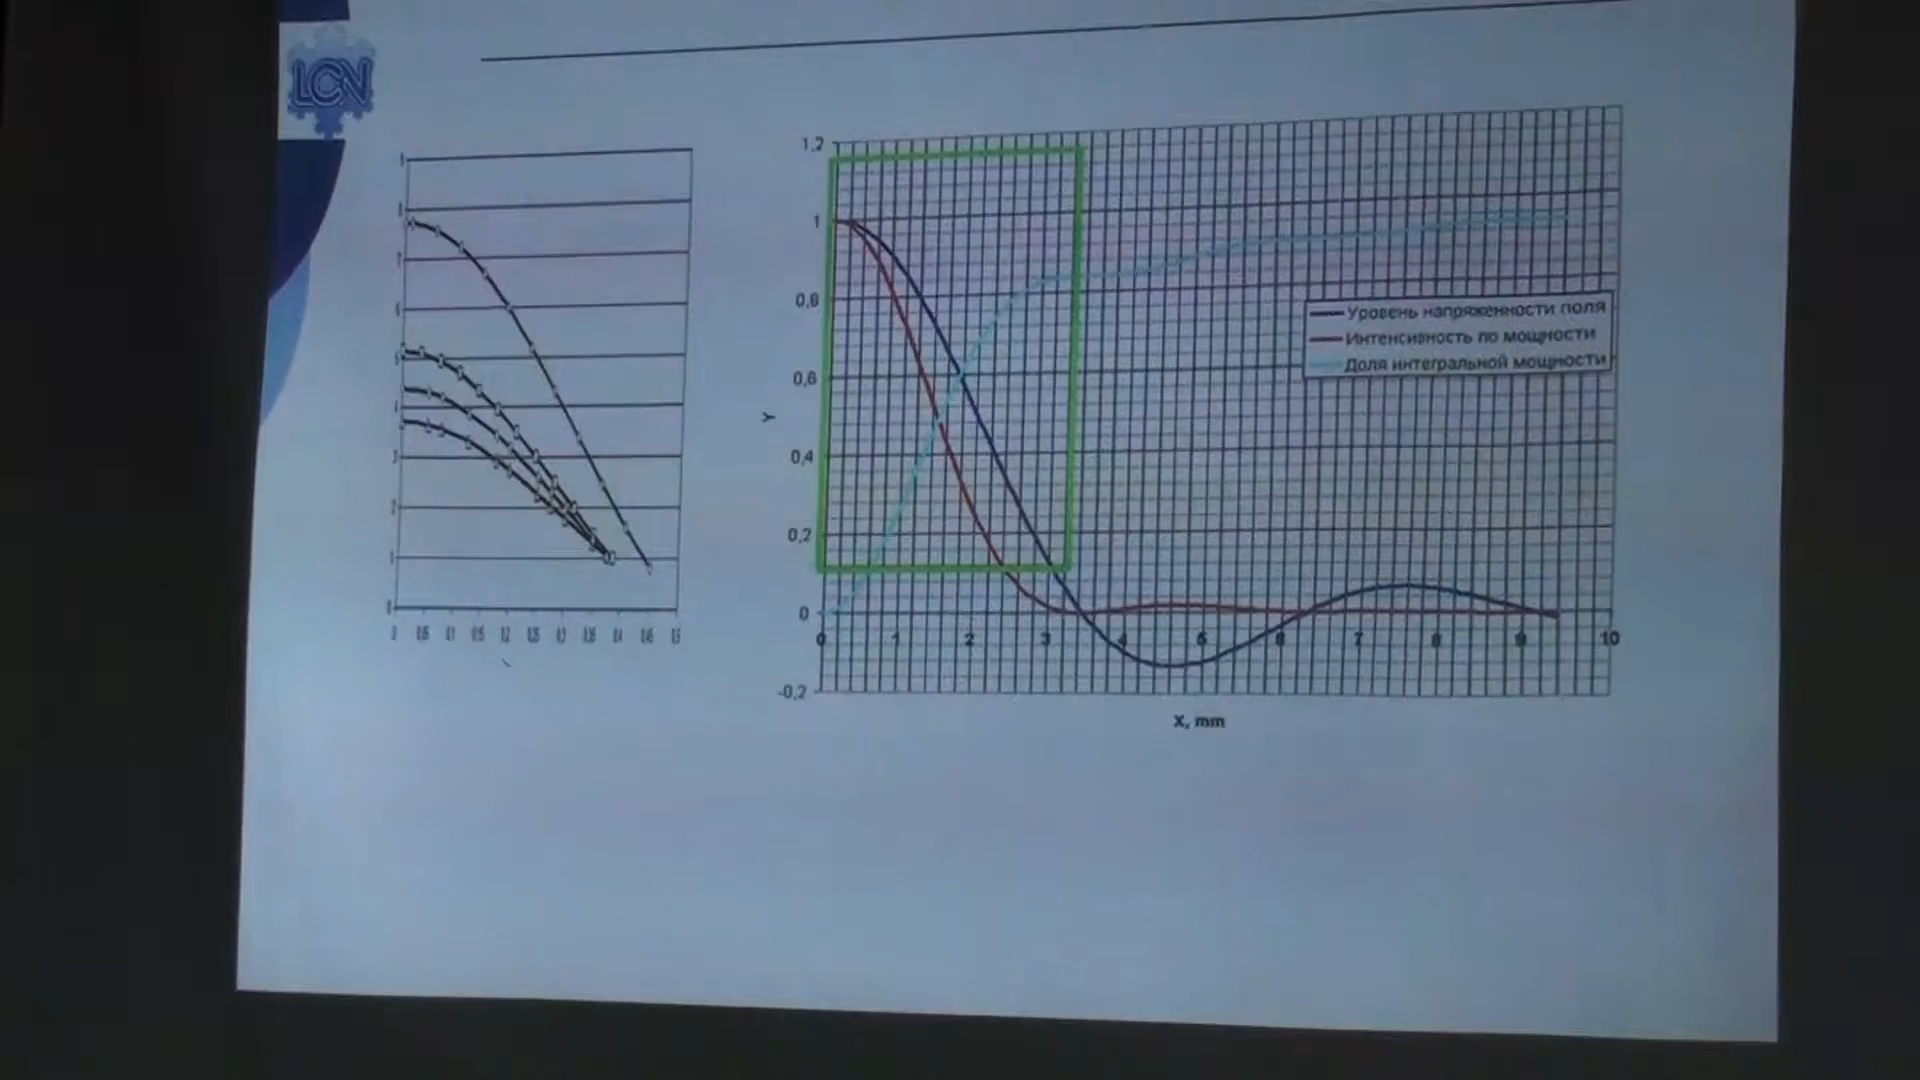 LCN
1,2
1
0,8
0,6
0,4
0,2
0
-0,2
Y
0 1 2 3 4 5 6 7 8 9 10
X, mm
Уровень напряженности поля
Интенсивность по мощности
Доля интегральной мощности